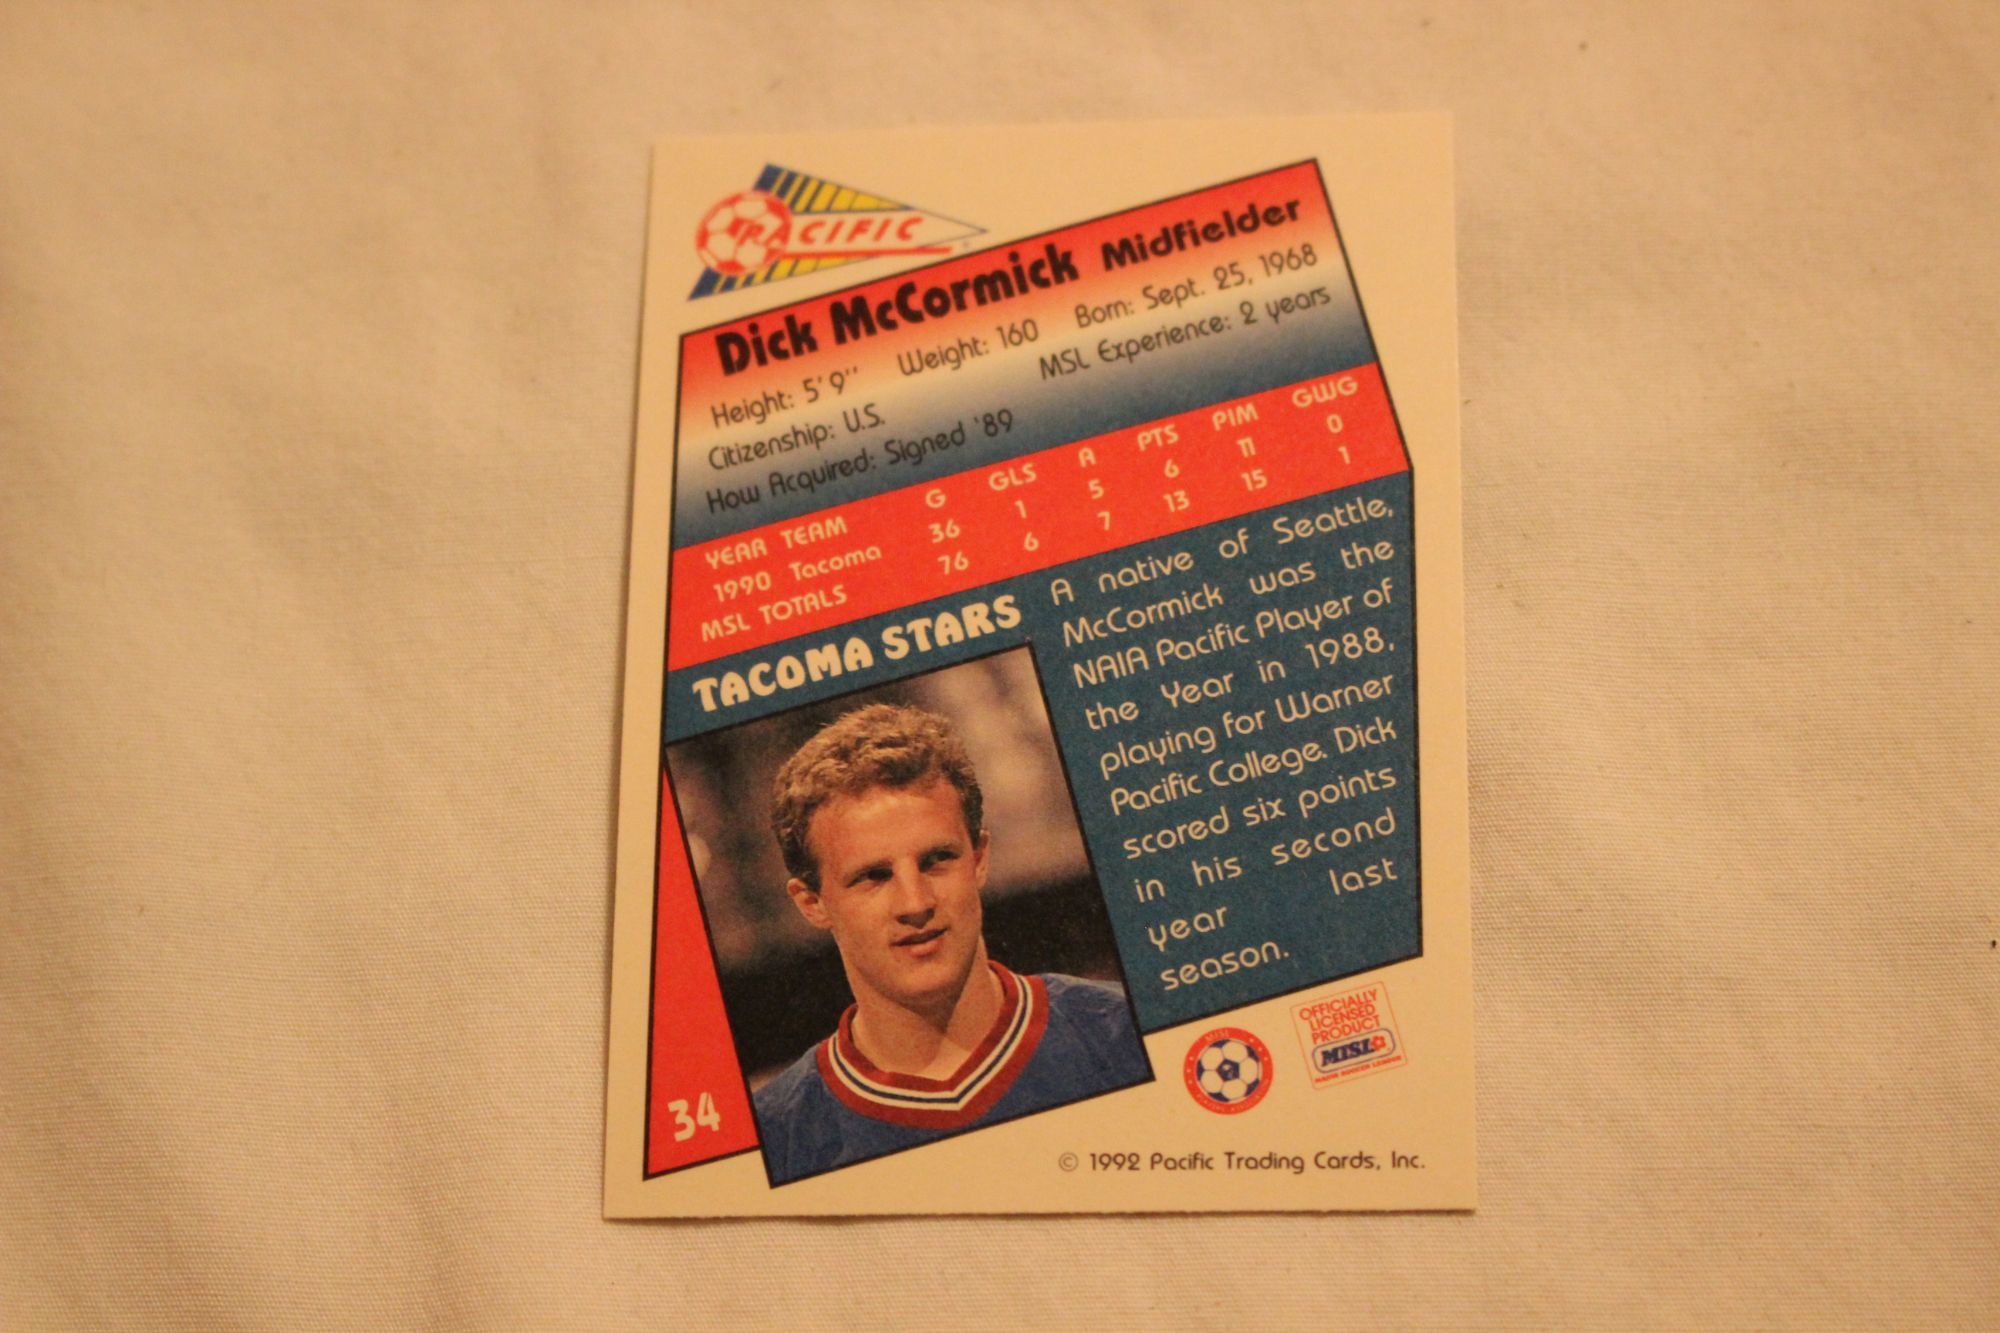 PACIFIC
Dick McCormick Midfielder
Height: 5'9" Weight: 160 Born: Sept. 25, 1968
Citizenship: U.S. MSL Experience: 2 years
How Acquired: Signed '89
YEAR TEAM G GLS A PTS PIM GWG
1990 Tacoma 36 1 5 6 11 0
MSL TOTALS 76 6 7 13 15 1
TACOMA STARS
A native of Seattle,
McCormick was the
NAIA Pacific Player of
the Year in 1988,
playing for Warner
Pacific College. Dick
scored six points
in his second
year last
season.
34
MISL
OFFICIALLY
LICENSED
PRODUCT
MISL
MAJOR SOCCER LEAGUE
© 1992 Pacific Trading Cards, Inc.